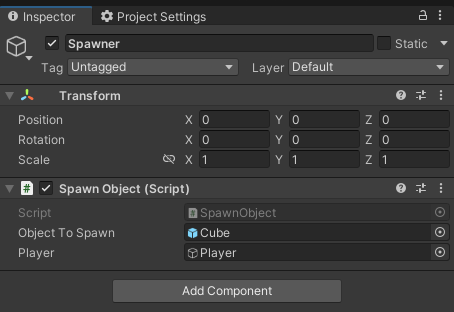 Inspector Project Settings
Spawner Static
Tag Untagged Layer Default
Transform
Position X 0 Y 0 Z 0
Rotation X 0 Y 0 Z 0
Scale X 1 Y 1 Z 1
# Spawn Object (Script)
Script # SpawnObject
Object To Spawn Cube
Player Player
Add Component